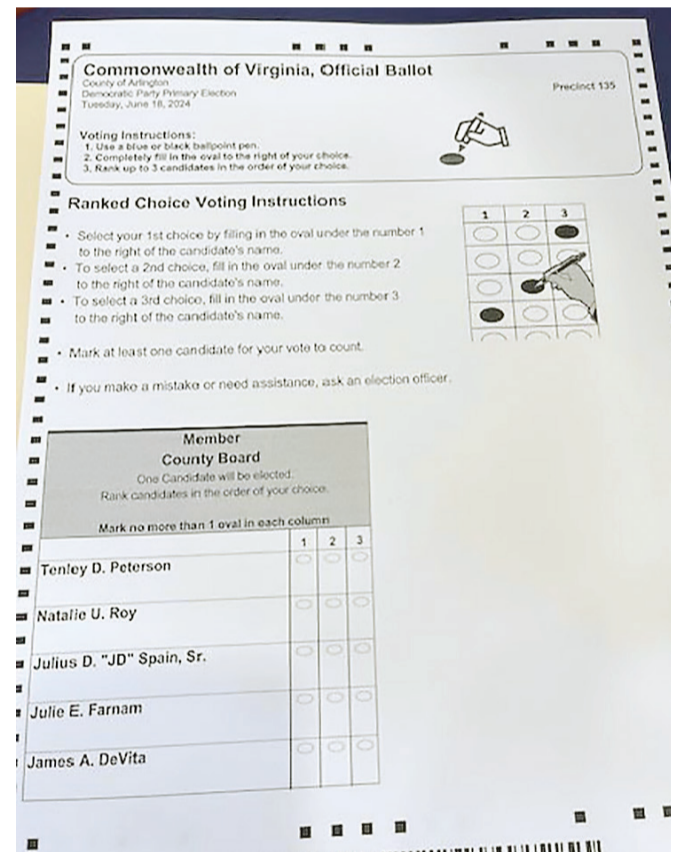 Commonwealth of Virginia, Official Ballot
County of Arlington
Democratic Party Primary Election
Tuesday, June 18, 2024
Precinct 135
Voting Instructions:
1. Use a blue or black ballpoint pen.
2. Completely fill in the oval to the right of your choice.
3. Rank up to 3 candidates in the order of your choice.
Ranked Choice Voting Instructions
• Select your 1st choice by filling in the oval under the number 1
to the right of the candidate's name.
• To select a 2nd choice, fill in the oval under the number 2
to the right of the candidate's name.
• To select a 3rd choice, fill in the oval under the number 3
to the right of the candidate's name.
• Mark at least one candidate for your vote to count.
• If you make a mistake or need assistance, ask an election officer.
1 2 3
Member
County Board
One Candidate will be elected.
Rank candidates in the order of your choice.
Mark no more than 1 oval in each column
1 2 3
Tenley D. Peterson
Natalie U. Roy
Julius D. "JD" Spain, Sr.
Julie E. Farnam
James A. DeVita